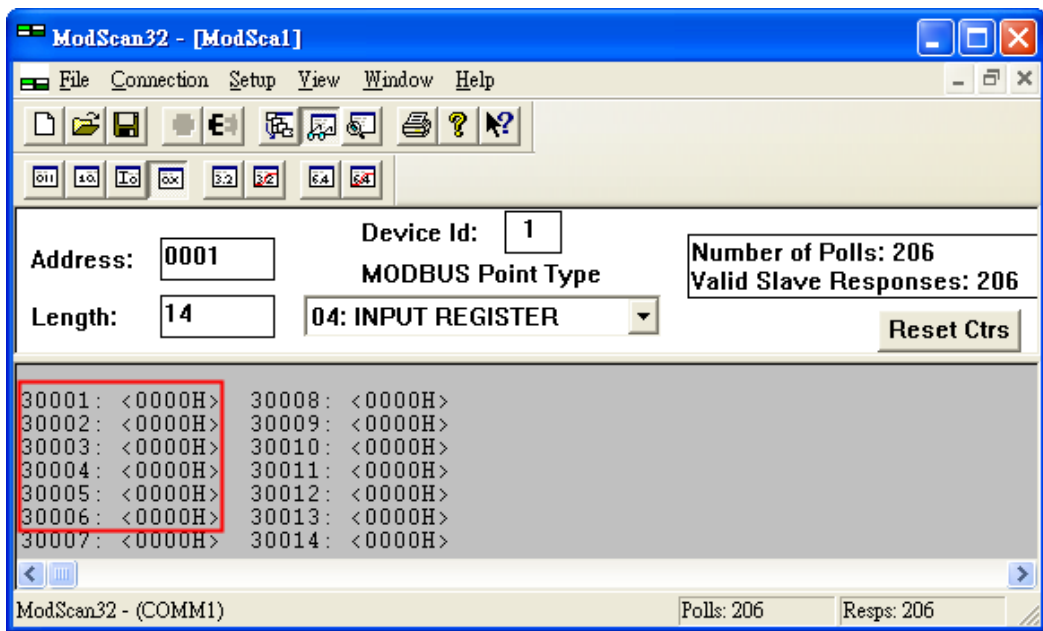 ModScan32 - [ModSca1]
File Connection Setup View Window Help
Address: 0001
Device Id: 1
MODBUS Point Type
Length: 14
04: INPUT REGISTER
Number of Polls: 206
Valid Slave Responses: 206
Reset Ctrs
30001: <0000H> 30008: <0000H>
30002: <0000H> 30009: <0000H>
30003: <0000H> 30010: <0000H>
30004: <0000H> 30011: <0000H>
30005: <0000H> 30012: <0000H>
30006: <0000H> 30013: <0000H>
30007: <0000H> 30014: <0000H>
ModScan32 - (COMM1) Polls: 206 Resps: 206